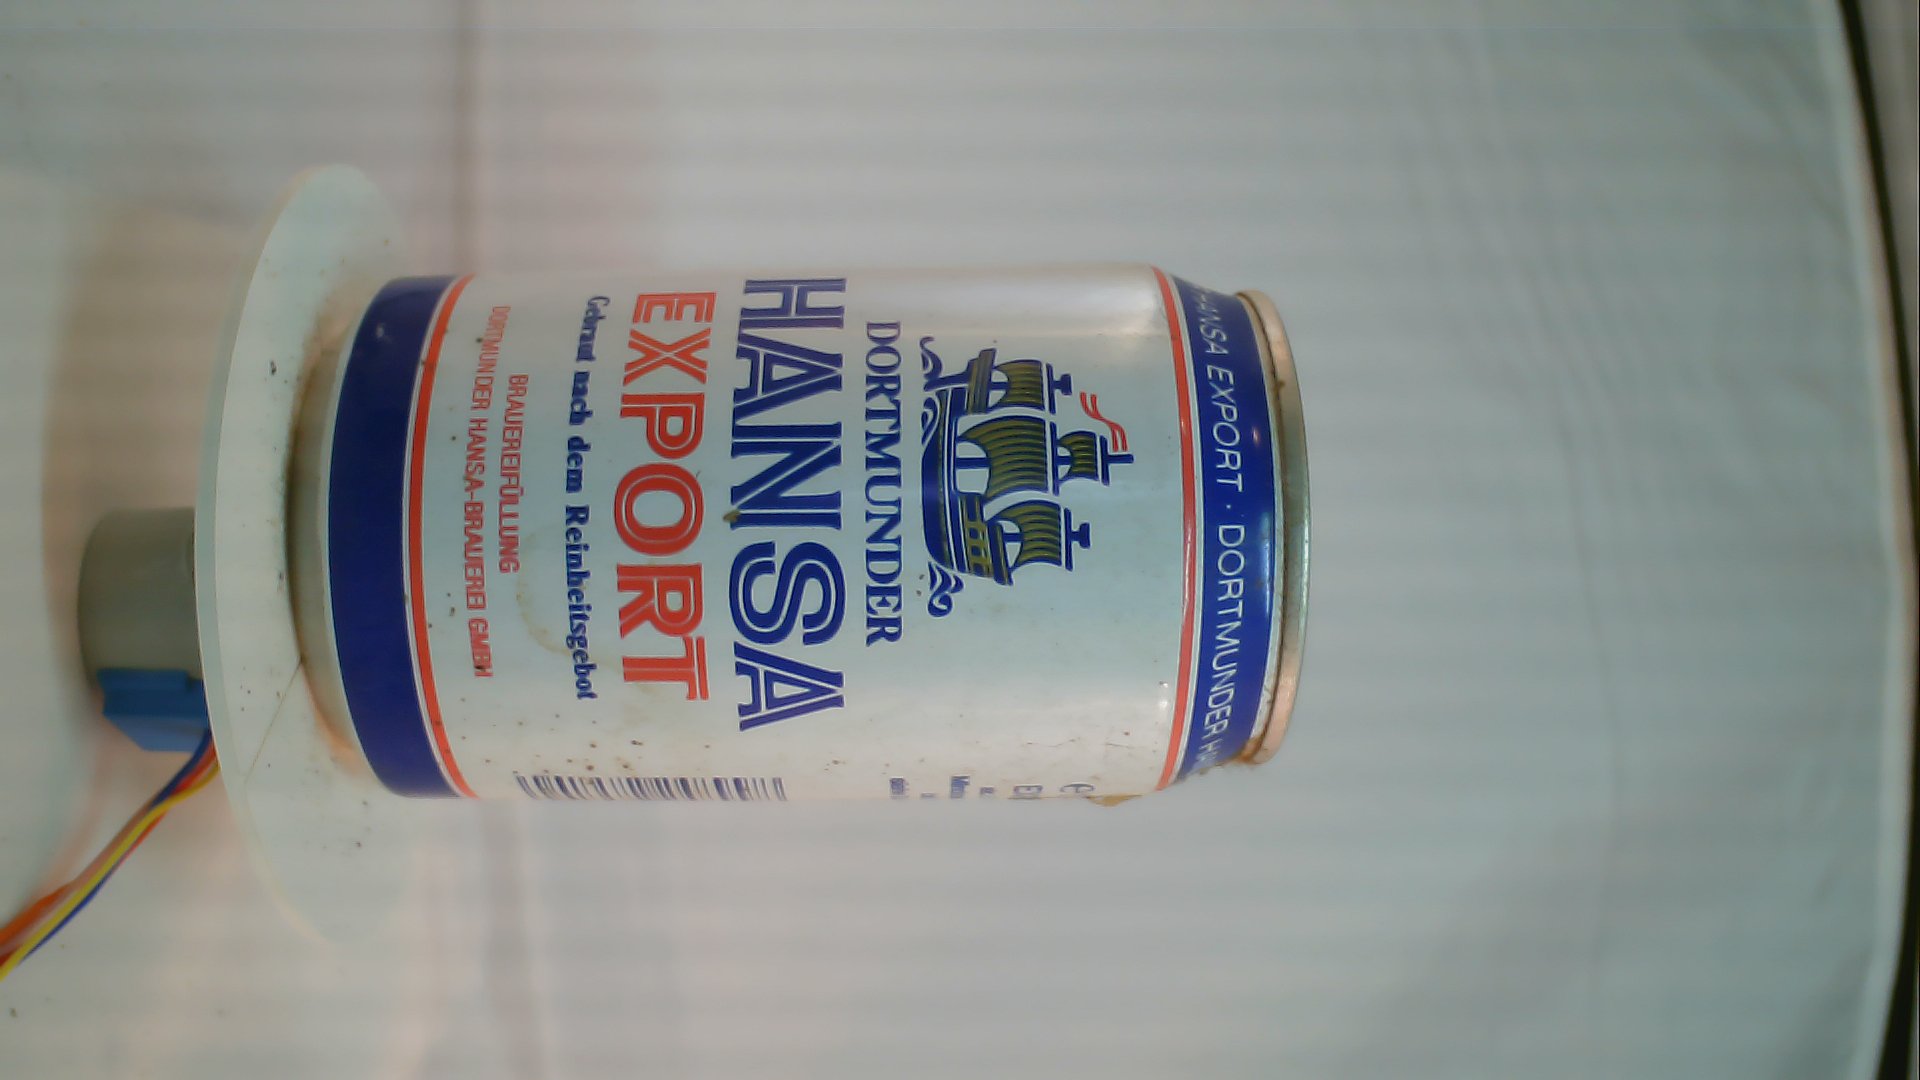 HANSA EXPORT · DORTMUNDER
DORTMUNDER
HANSA
EXPORT
Gebraut nach dem Reinheitsgebot
BRAUEREIFÜLLUNG
DORTMUNDER HANSA-BRAUEREI GMBH